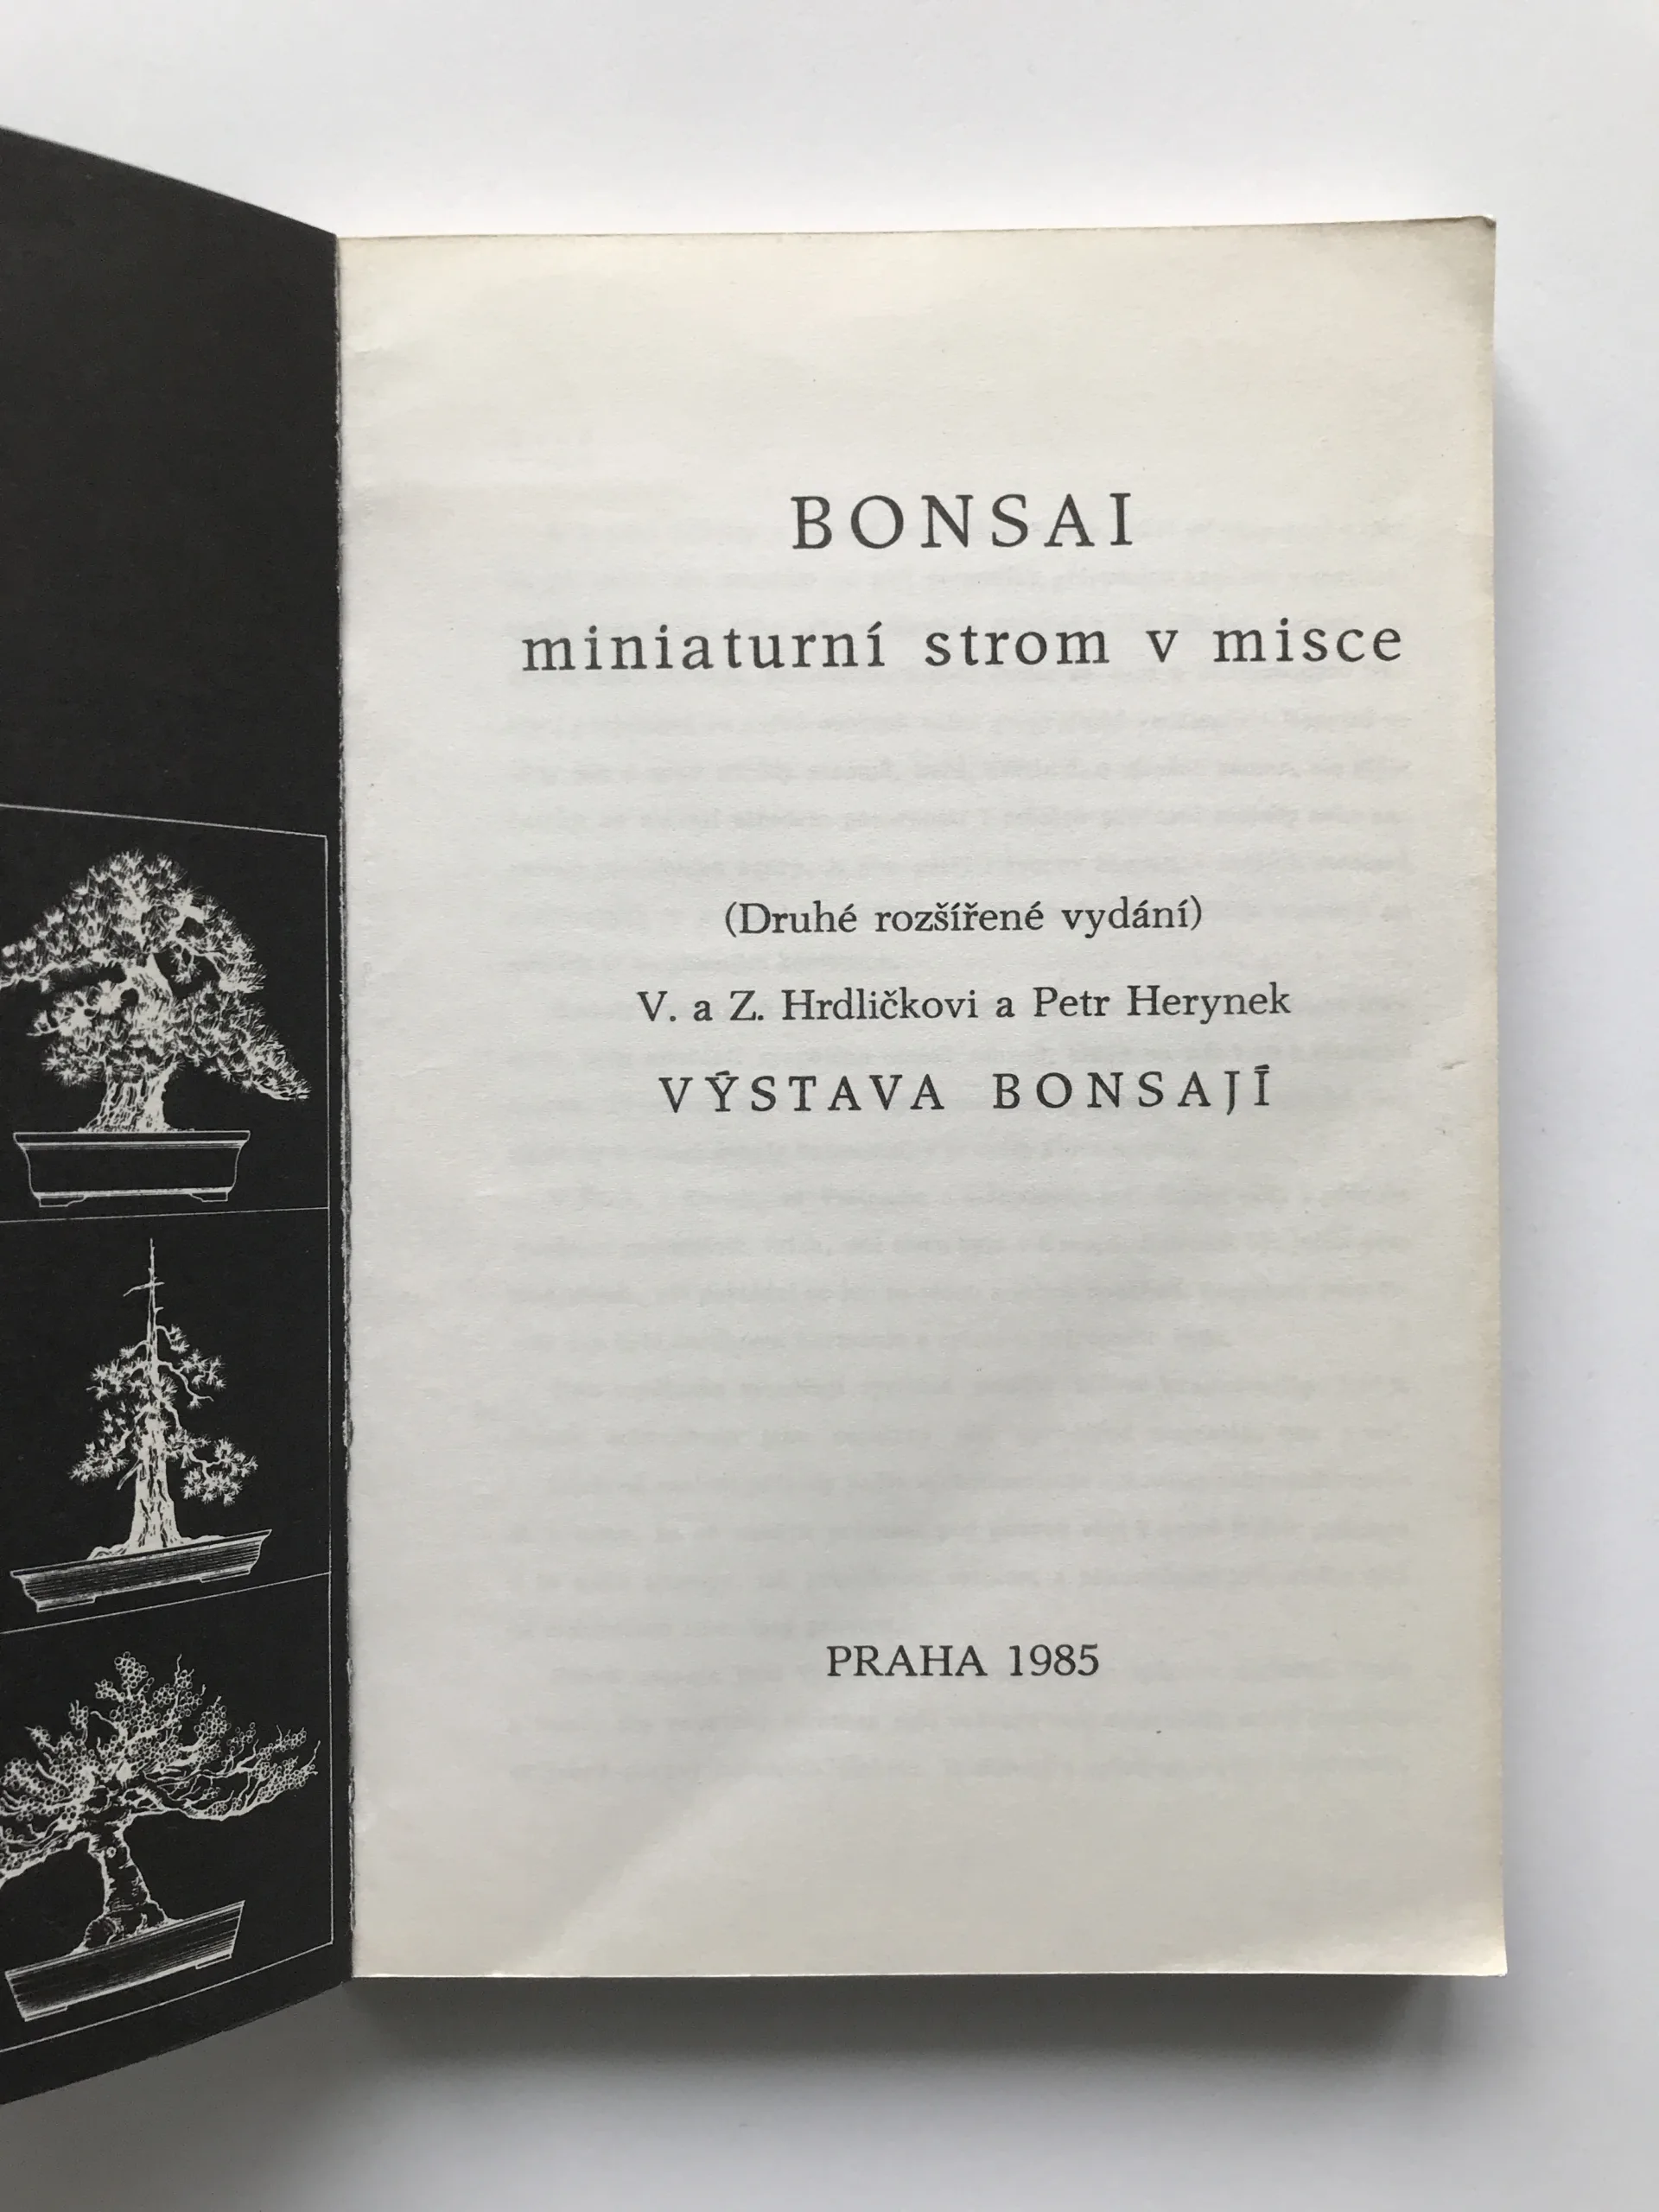 BONSAI
miniaturní strom v misce
(Druhé rozšířené vydání)
V. a Z. Hrdličkovi a Petr Herynek
VÝSTAVA BONSAJÍ
PRAHA 1985